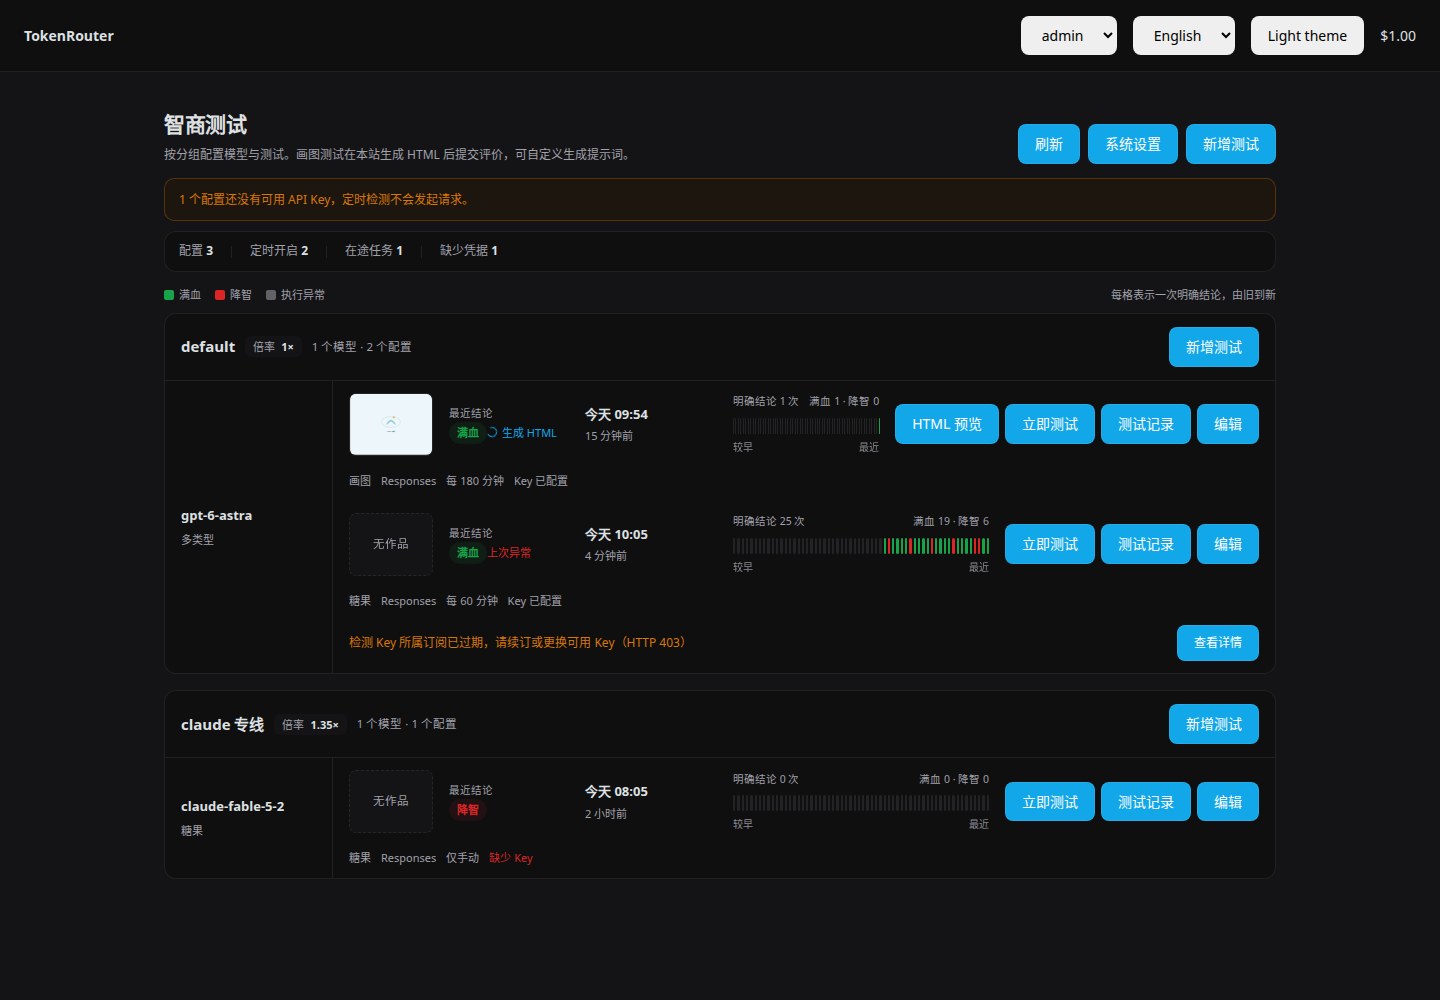 TokenRouter
admin
English
Light theme
$1.00
智商测试
按分组配置模型与测试。画图测试在本站生成 HTML 后提交评价，可自定义生成提示词。
刷新
系统设置
新增测试
1 个配置还没有可用 API Key，定时检测不会发起请求。
配置 3
定时开启 2
在途任务 1
缺少凭据 1
满血
降智
执行异常
每格表示一次明确结论，由旧到新
default
倍率 1×
1 个模型 · 2 个配置
新增测试
gpt-6-astra
多类型
最近结论
满血
生成 HTML
今天 09:54
15 分钟前
明确结论 1 次
满血 1 · 降智 0
较早
最近
HTML 预览
立即测试
测试记录
编辑
画图 Responses 每 180 分钟 Key 已配置
无作品
最近结论
满血
上次异常
今天 10:05
4 分钟前
明确结论 25 次
满血 19 · 降智 6
较早
最近
立即测试
测试记录
编辑
糖果 Responses 每 60 分钟 Key 已配置
检测 Key 所属订阅已过期，请续订或更换可用 Key（HTTP 403）
查看详情
claude 专线
倍率 1.35×
1 个模型 · 1 个配置
新增测试
claude-fable-5-2
糖果
无作品
最近结论
降智
今天 08:05
2 小时前
明确结论 0 次
满血 0 · 降智 0
较早
最近
立即测试
测试记录
编辑
糖果 Responses 仅手动 缺少 Key